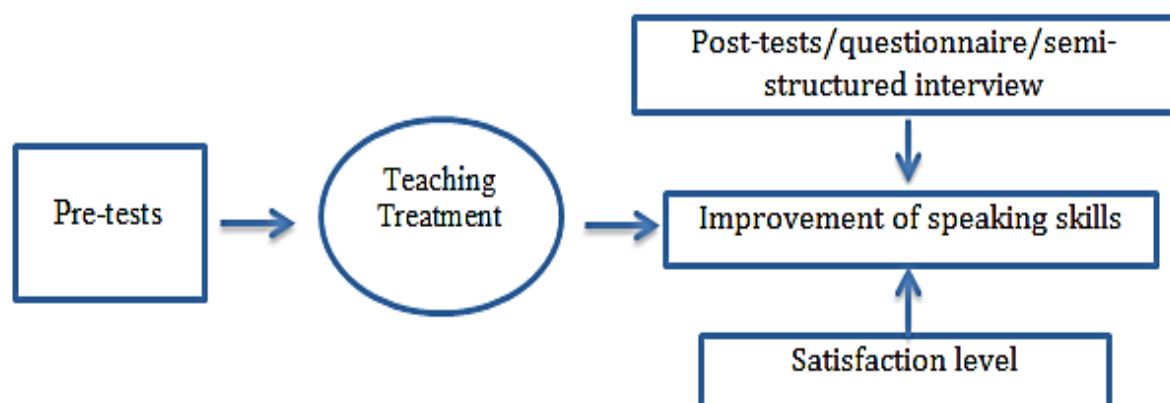 Post-tests/questionnaire/semi-
structured interview
Pre-tests
Teaching
Treatment
Improvement of speaking skills
Satisfaction level